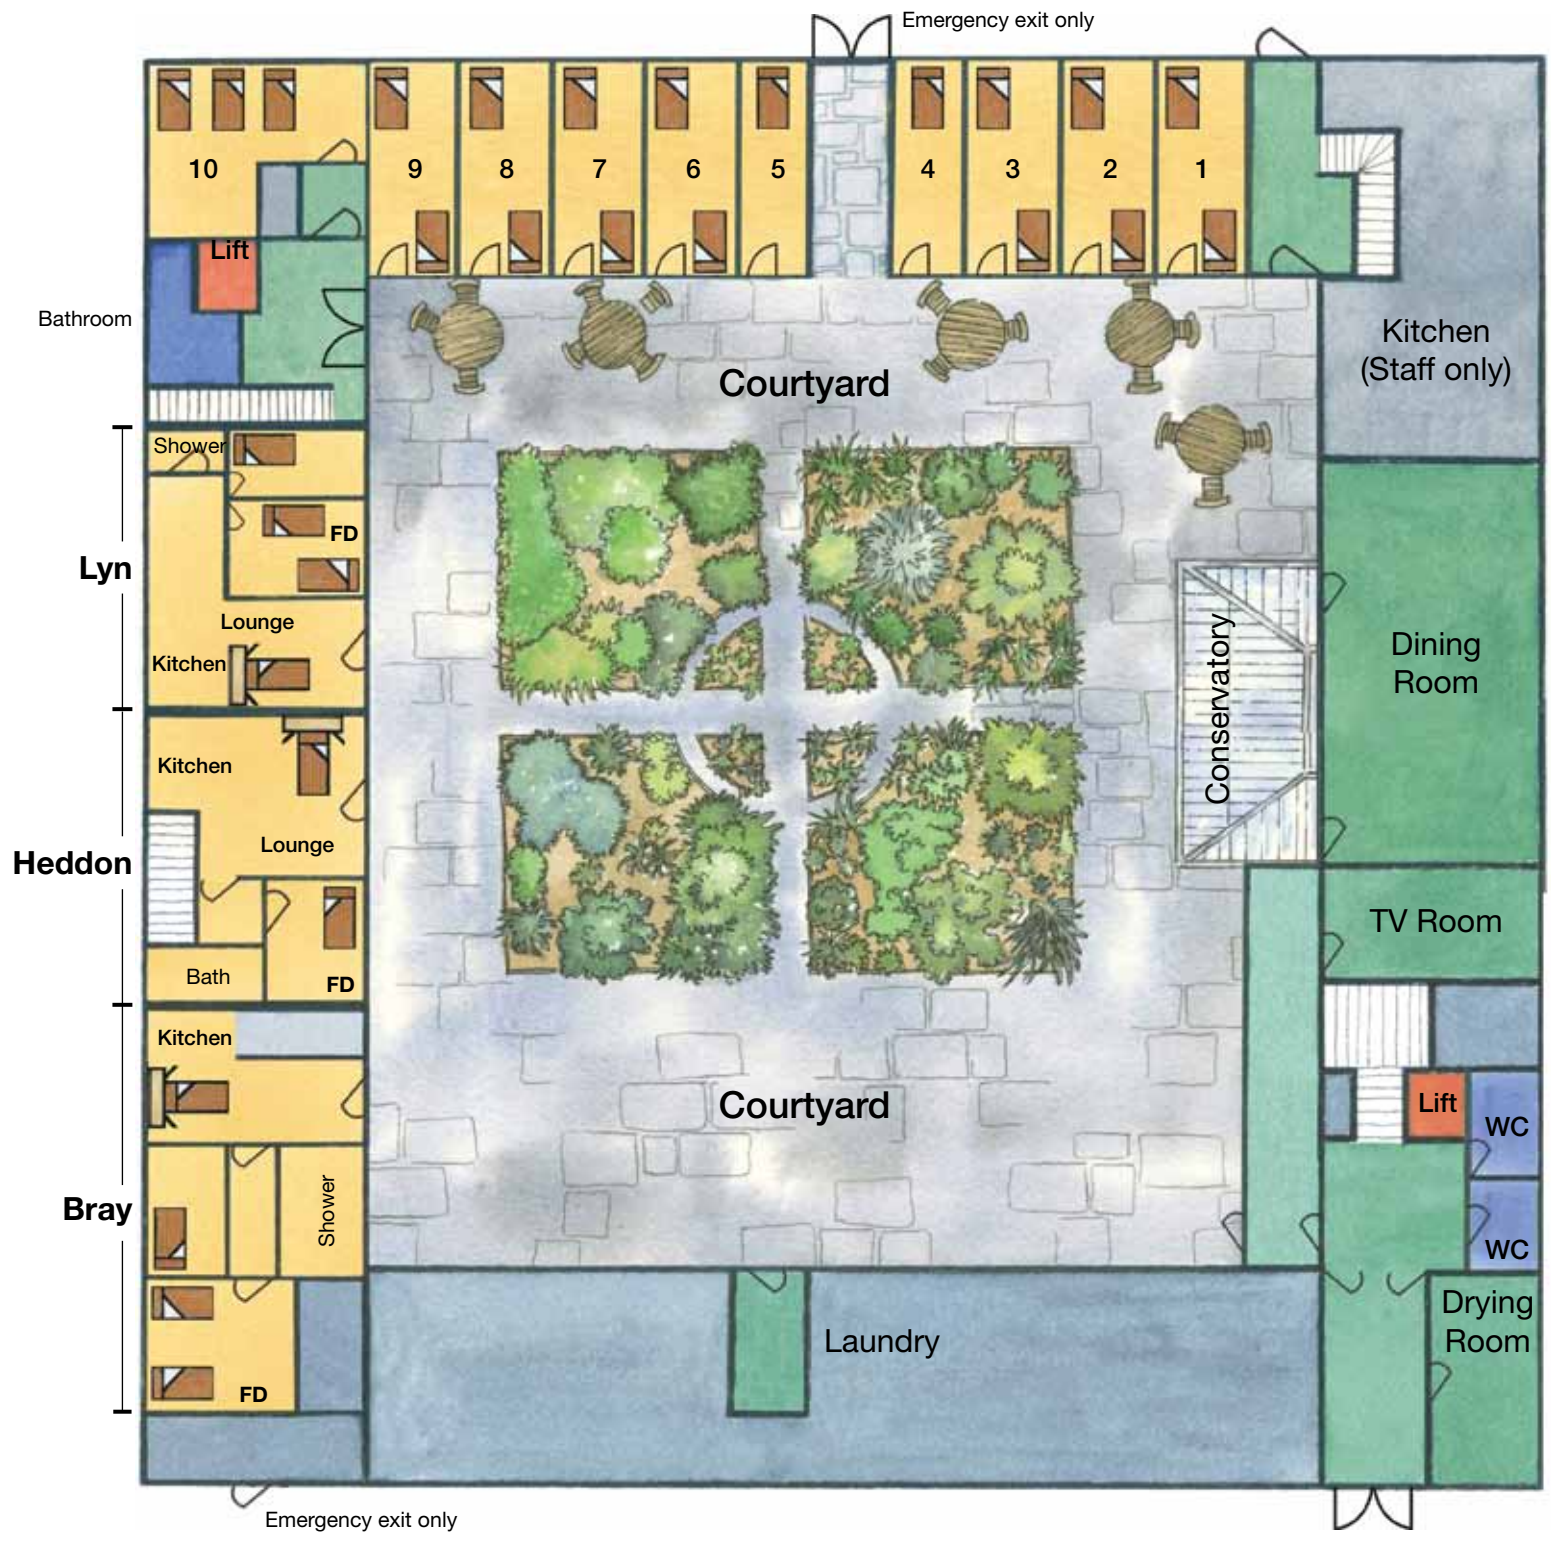 Emergency exit only
10
9
8
7
6
5
4
3
2
1
Lift
Bathroom
Kitchen
(Staff only)
Courtyard
Shower
FD
Lyn
Lounge
Kitchen
Conservatory
Dining
Room
Kitchen
Lounge
Heddon
Bath
FD
TV Room
Kitchen
Courtyard
Lift
WC
Bray
Shower
WC
Drying
Room
Laundry
FD
Emergency exit only